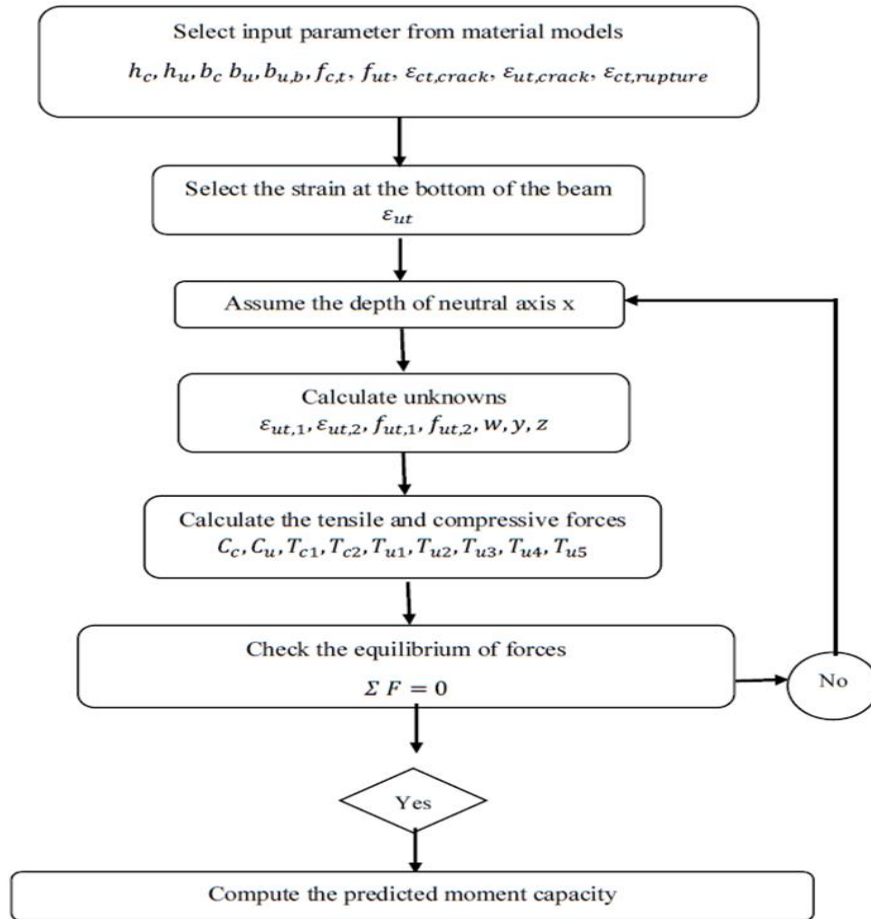 Select input parameter from material models
h_c, h_u, b_c b_u, b_{u,b}, f_{c,t}, f_{ut}, ε_{ct,crack}, ε_{ut,crack}, ε_{ct,rupture}
Select the strain at the bottom of the beam
ε_{ut}
Assume the depth of neutral axis x
Calculate unknowns
ε_{ut,1}, ε_{ut,2}, f_{ut,1}, f_{ut,2}, w, y, z
Calculate the tensile and compressive forces
C_c, C_u, T_{c1}, T_{c2}, T_{u1}, T_{u2}, T_{u3}, T_{u4}, T_{u5}
Check the equilibrium of forces
Σ F = 0
No
Yes
Compute the predicted moment capacity